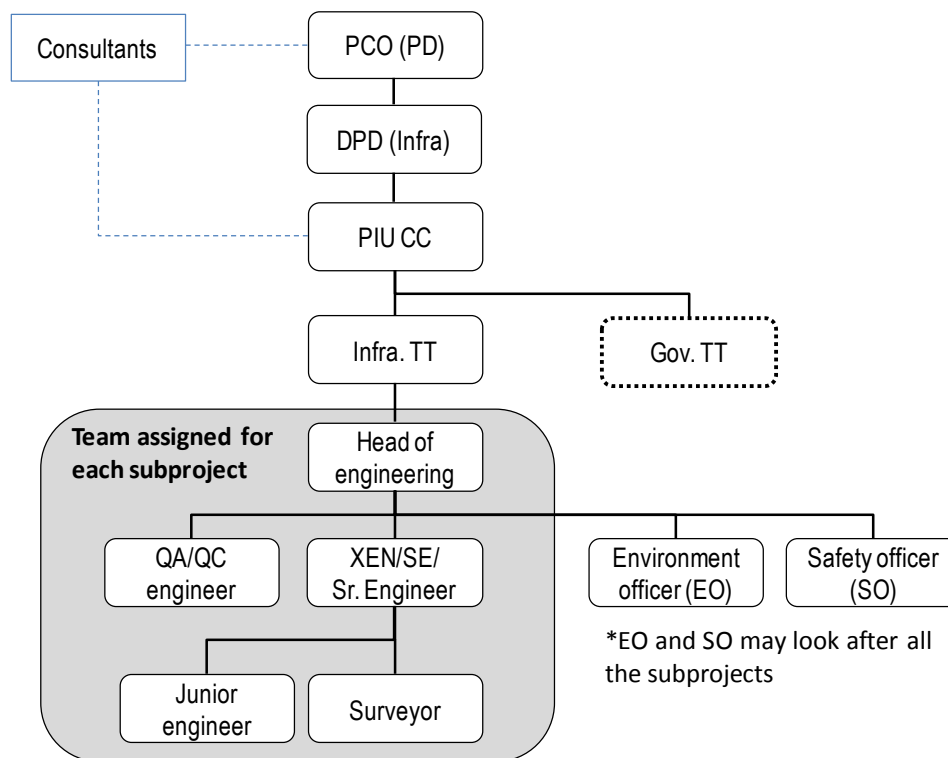 Consultants
PCO (PD)
DPD (Infra)
PIU CC
Infra. TT
Gov. TT
Team assigned for
each subproject
Head of
engineering
QA/QC
engineer
XEN/SE/
Sr. Engineer
Environment
officer (EO)
Safety officer
(SO)
*EO and SO may look after all
the subprojects
Junior
engineer
Surveyor